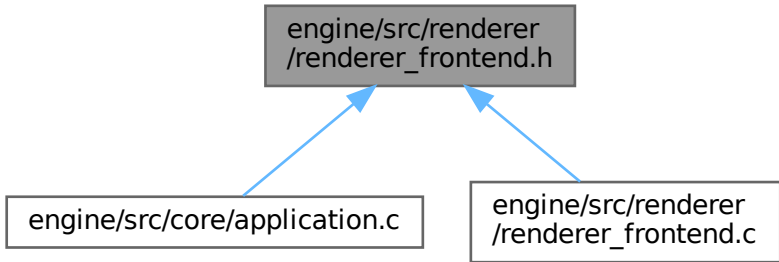 engine/src/renderer
/renderer_frontend.h
engine/src/core/application.c
engine/src/renderer
/renderer_frontend.c